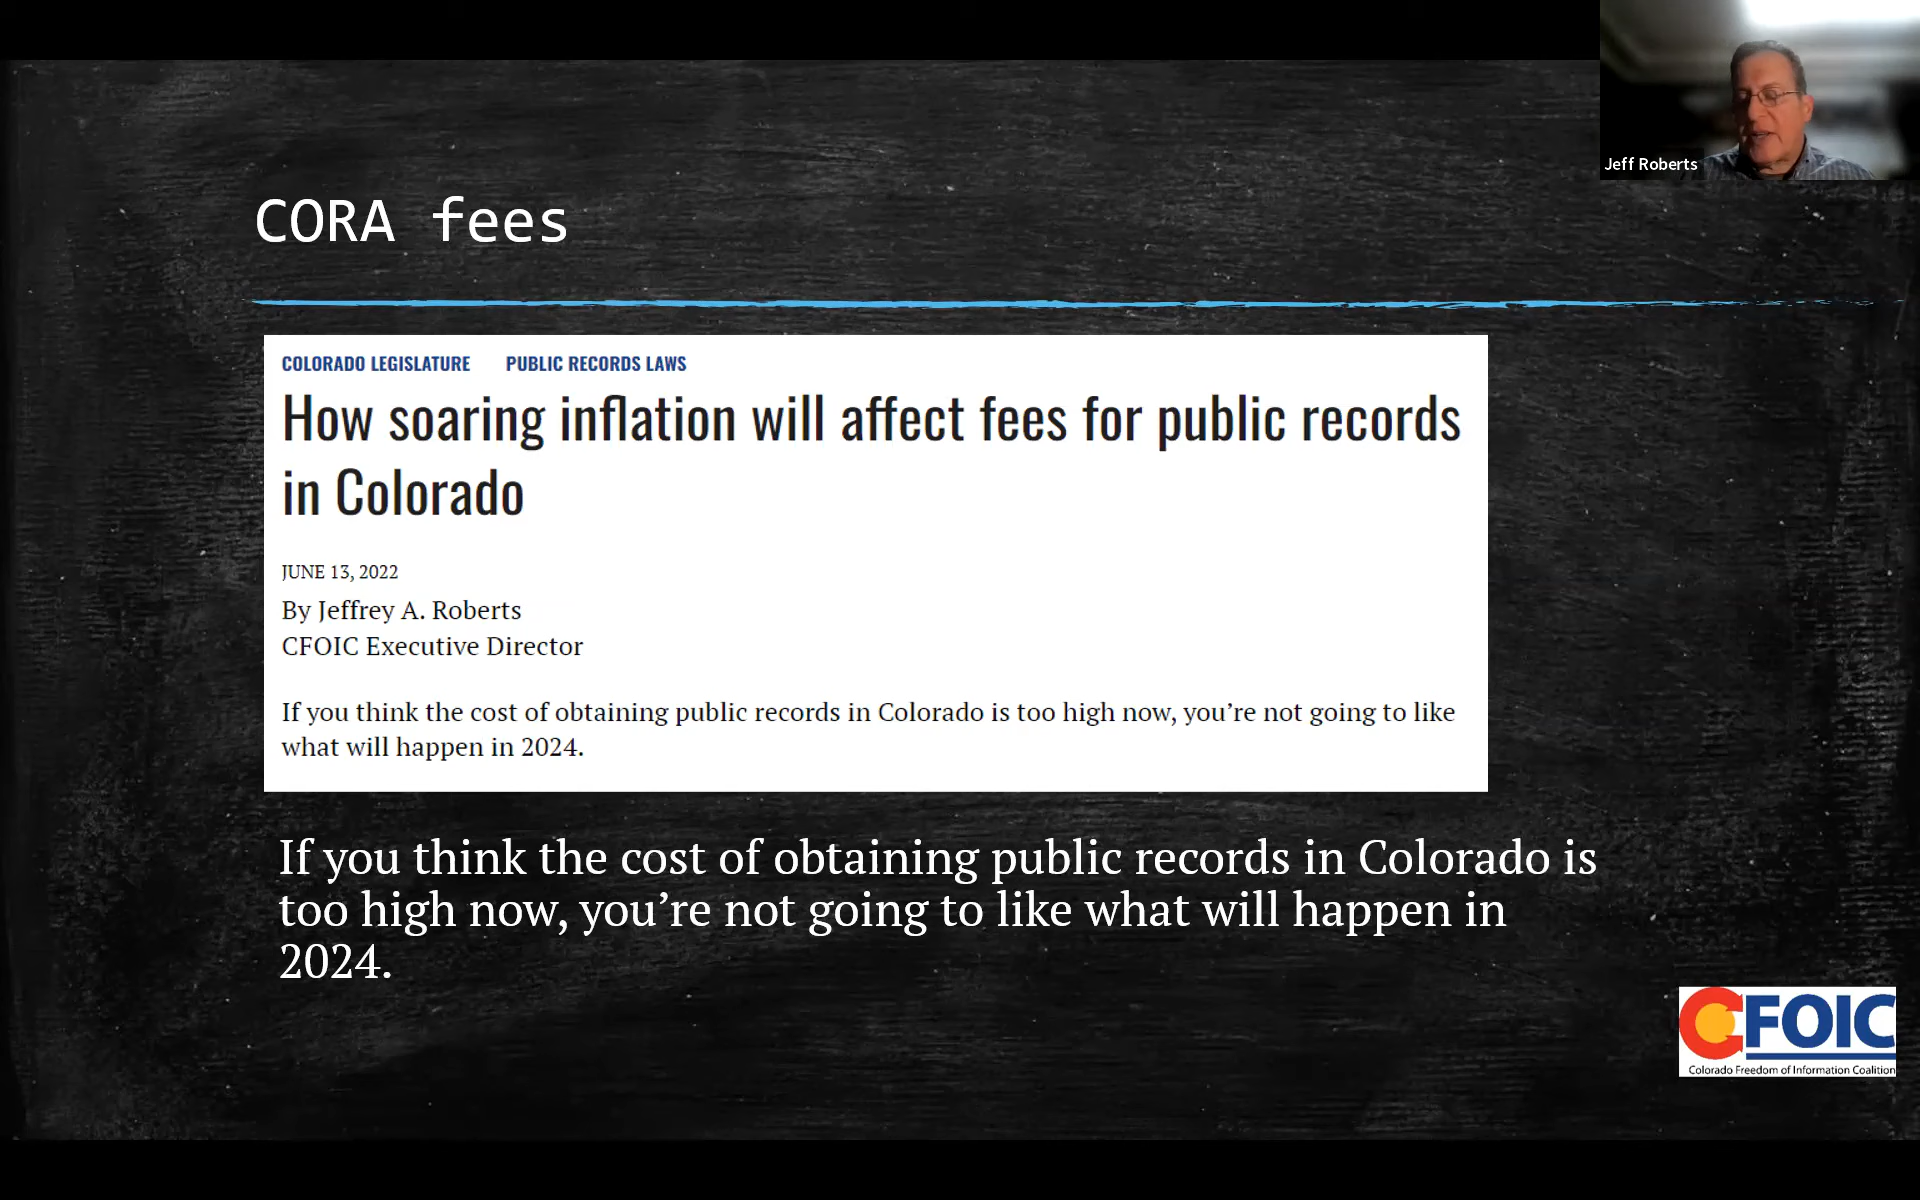 Jeff Roberts
CORA fees
COLORADO LEGISLATURE PUBLIC RECORDS LAWS
How soaring inflation will affect fees for public records
in Colorado
JUNE 13, 2022
By Jeffrey A. Roberts
CFOIC Executive Director
If you think the cost of obtaining public records in Colorado is too high now, you’re not going to like
what will happen in 2024.
If you think the cost of obtaining public records in Colorado is
too high now, you’re not going to like what will happen in
2024.
CFOIC
Colorado Freedom of Information Coalition